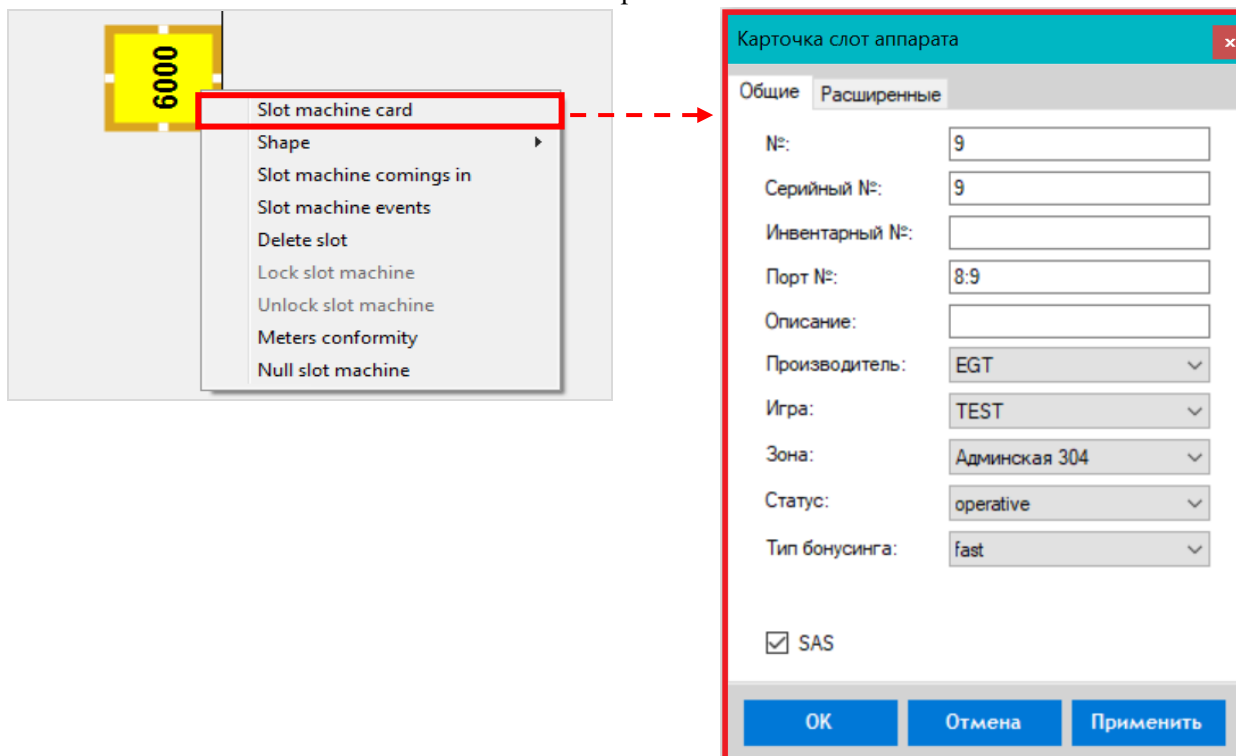 0009
Slot machine card
Shape
Slot machine comings in
Slot machine events
Delete slot
Lock slot machine
Unlock slot machine
Meters conformity
Null slot machine
Карточка слот аппарата
x
Общие Расширенные
№: 9
Серийный №: 9
Инвентарный №:
Порт №: 8:9
Описание:
Производитель: EGT
Игра: TEST
Зона: Админская 304
Статус: operative
Тип бонусинга: fast
SAS
OK Отмена Применить